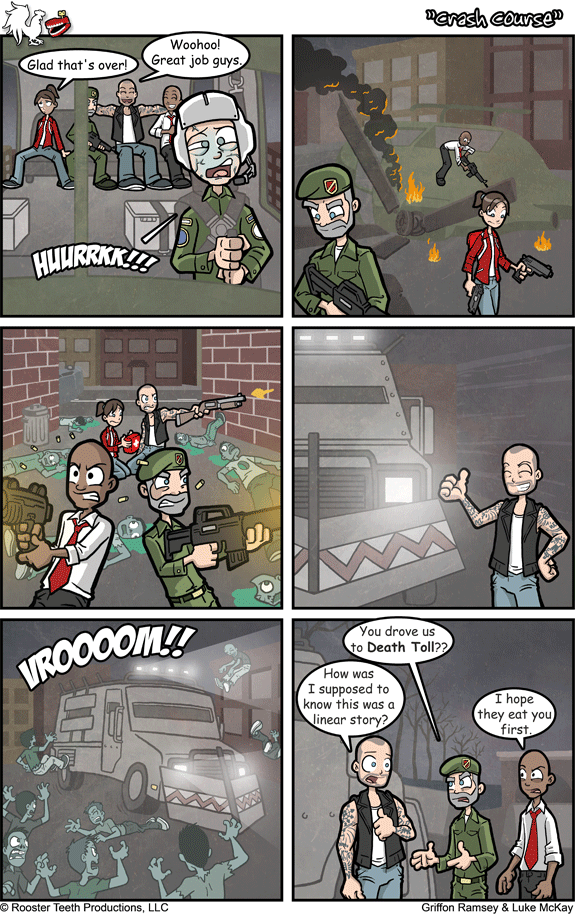 "Crash Course"
Glad that's over!
Woohoo!
Great job guys.
HUURRKK!!!
VROOOOM!!
You drove us
to Death Toll??
How was
I supposed to
know this was a
linear story?
I hope
they eat you
first.
© Rooster Teeth Productions, LLC
Griffon Ramsey & Luke McKay